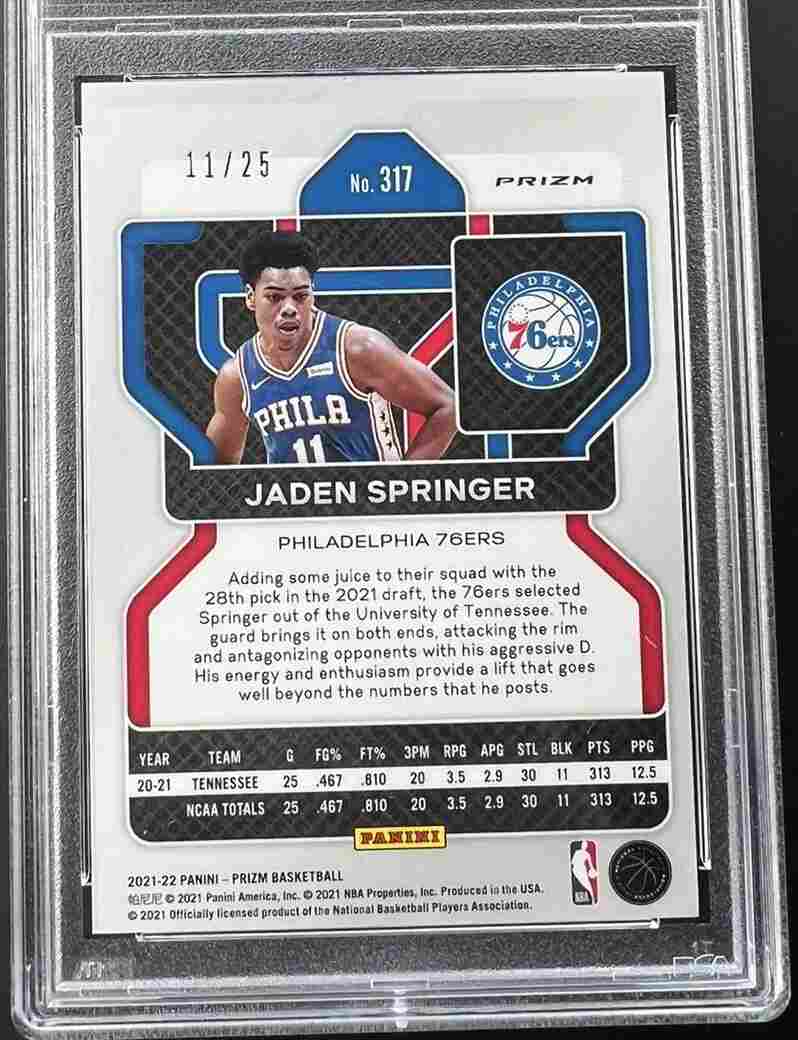 11/25
No. 317
PRIZM
PHILADELPHIA
76ers
PHILA
11
JADEN SPRINGER
PHILADELPHIA 76ERS
Adding some juice to their squad with the
28th pick in the 2021 draft, the 76ers selected
Springer out of the University of Tennessee. The
guard brings it on both ends, attacking the rim
and antagonizing opponents with his aggressive D.
His energy and enthusiasm provide a lift that goes
well beyond the numbers that he posts.
YEAR TEAM G FG% FT% 3PM RPG APG STL BLK PTS PPG
20-21 TENNESSEE 25 .467 .810 20 3.5 2.9 30 11 313 12.5
NCAA TOTALS 25 .467 .810 20 3.5 2.9 30 11 313 12.5
PANINI
2021-22 PANINI – PRIZM BASKETBALL
帕尼尼 © 2021 Panini America, Inc. © 2021 NBA Properties, Inc. Produced in the USA.
© 2021 Officially licensed product of the National Basketball Players Association.
NBA
PSA